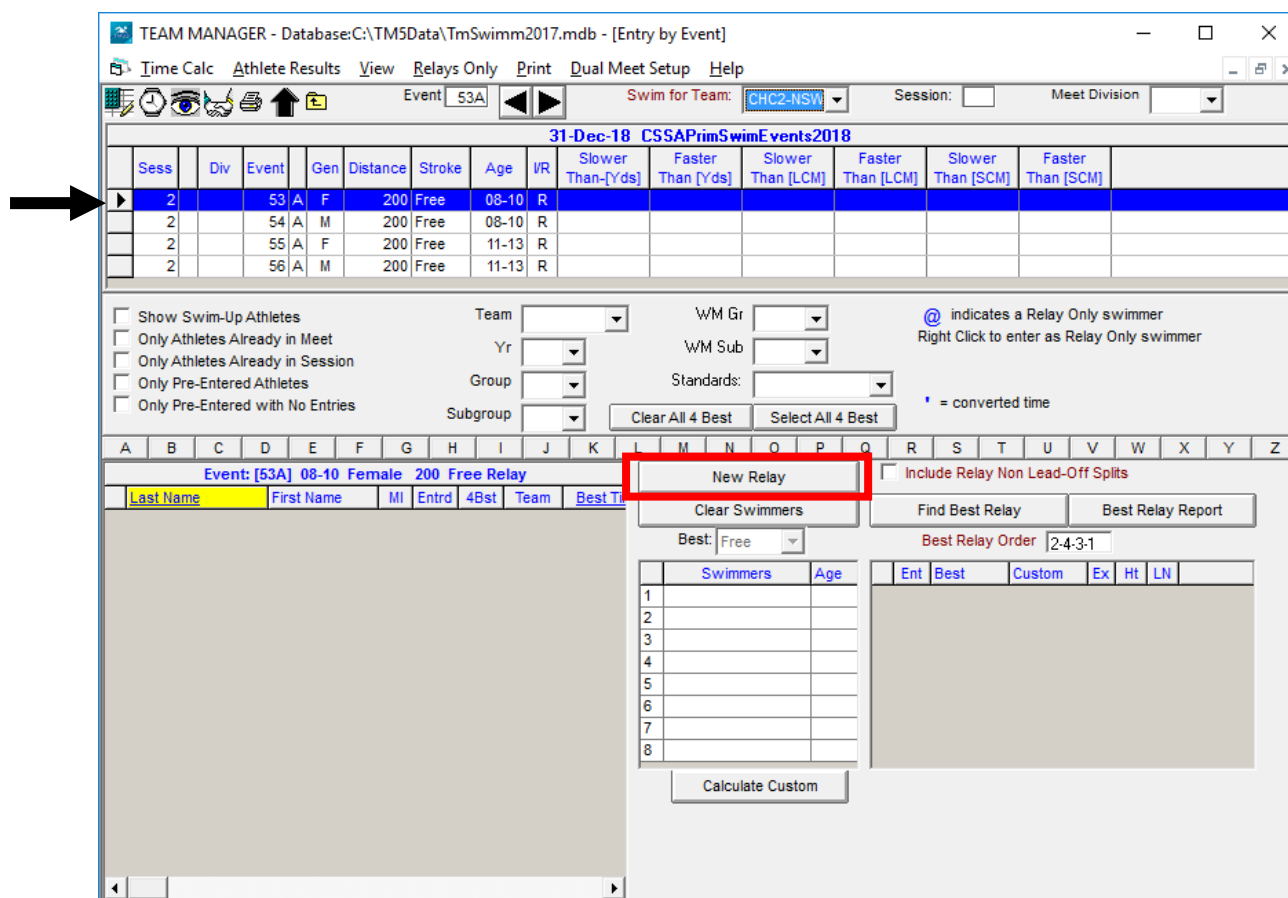 TEAM MANAGER - Database:C:\TM5Data\TmSwimm2017.mdb - [Entry by Event]
Time Calc Athlete Results View Relays Only Print Dual Meet Setup Help
Event 53A Swim for Team: CHC2-NSW Session: Meet Division
31-Dec-18 CSSAPrimSwimEvents2018
Sess Div Event Gen Distance Stroke Age I/R Slower Than-[Yds] Faster Than [Yds] Slower Than [LCM] Faster Than [LCM] Slower Than [SCM] Faster Than [SCM]
2 53 A F 200 Free 08-10 R
2 54 A M 200 Free 08-10 R
2 55 A F 200 Free 11-13 R
2 56 A M 200 Free 11-13 R
Show Swim-Up Athletes Team WM Gr @ indicates a Relay Only swimmer
Only Athletes Already in Meet Yr WM Sub Right Click to enter as Relay Only swimmer
Only Athletes Already in Session
Only Pre-Entered Athletes Group Standards:
Only Pre-Entered with No Entries Subgroup Clear All 4 Best Select All 4 Best ' = converted time
A B C D E F G H I J K L M N O P Q R S T U V W X Y Z
Event: [53A] 08-10 Female 200 Free Relay New Relay Include Relay Non Lead-Off Splits
Last Name First Name MI Entrd 4Bst Team Best Ti Clear Swimmers Find Best Relay Best Relay Report
Best: Free Best Relay Order 2-4-3-1
Swimmers Age Ent Best Custom Ex Ht LN
1
2
3
4
5
6
7
8
Calculate Custom